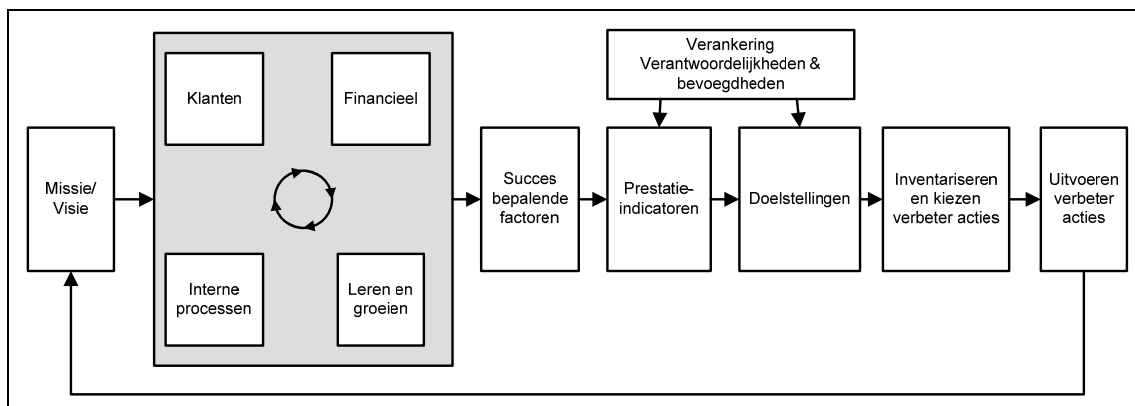 Verankering
Verantwoordelijkheden &
bevoegdheden
Klanten
Financieel
Missie/
Visie
Succes
bepalende
factoren
Prestatie-
indicatoren
Doelstellingen
Inventariseren
en kiezen
verbeter acties
Uitvoeren
verbeter
acties
Interne
processen
Leren en
groeien